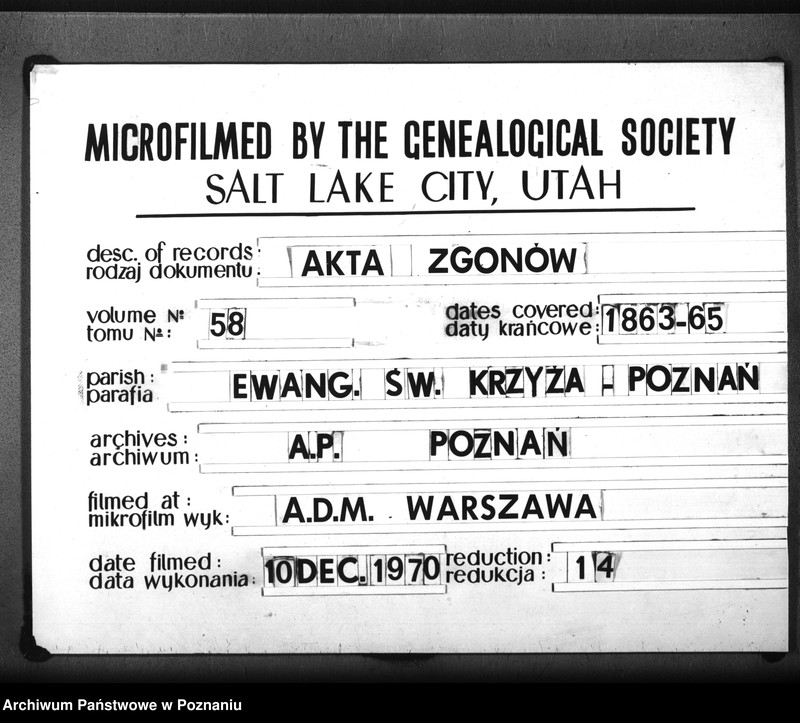 MICROFILMED BY THE GENEALOGICAL SOCIETY
SALT LAKE CITY, UTAH
desc. of records: AKTA ZGONÓW
rodzaj dokumentu:
volume №: 58 dates covered: 1863-65
tomu №: daty krańcowe:
parish: EWANG. ŚW. KRZYŻA - POZNAŃ
parafia
archives: A.P. POZNAŃ
archiwum:
filmed at: A.D.M. WARSZAWA
mikrofilm wyk:
date filmed: 10 DEC. 1970 reduction: 14
data wykonania: redukcja:
Archiwum Państwowe w Poznaniu